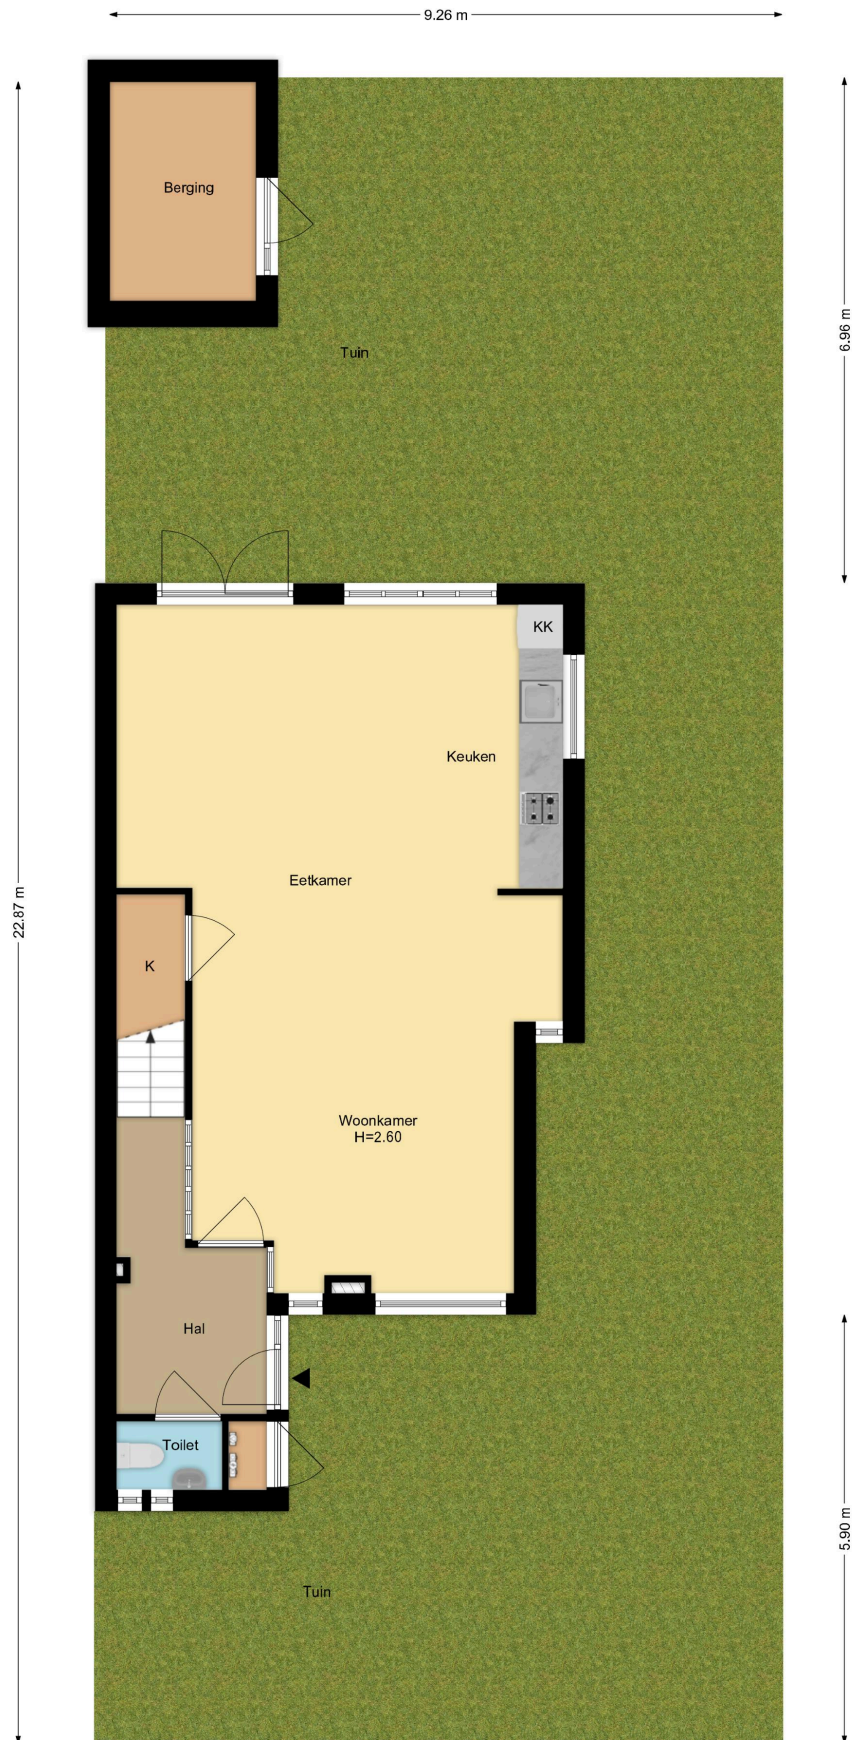 9.26 m
Berging
6.96 m
Tuin
KK
Keuken
Eetkamer
22.87 m
K
Woonkamer
H=2.60
Hal
Toilet
5.90 m
Tuin